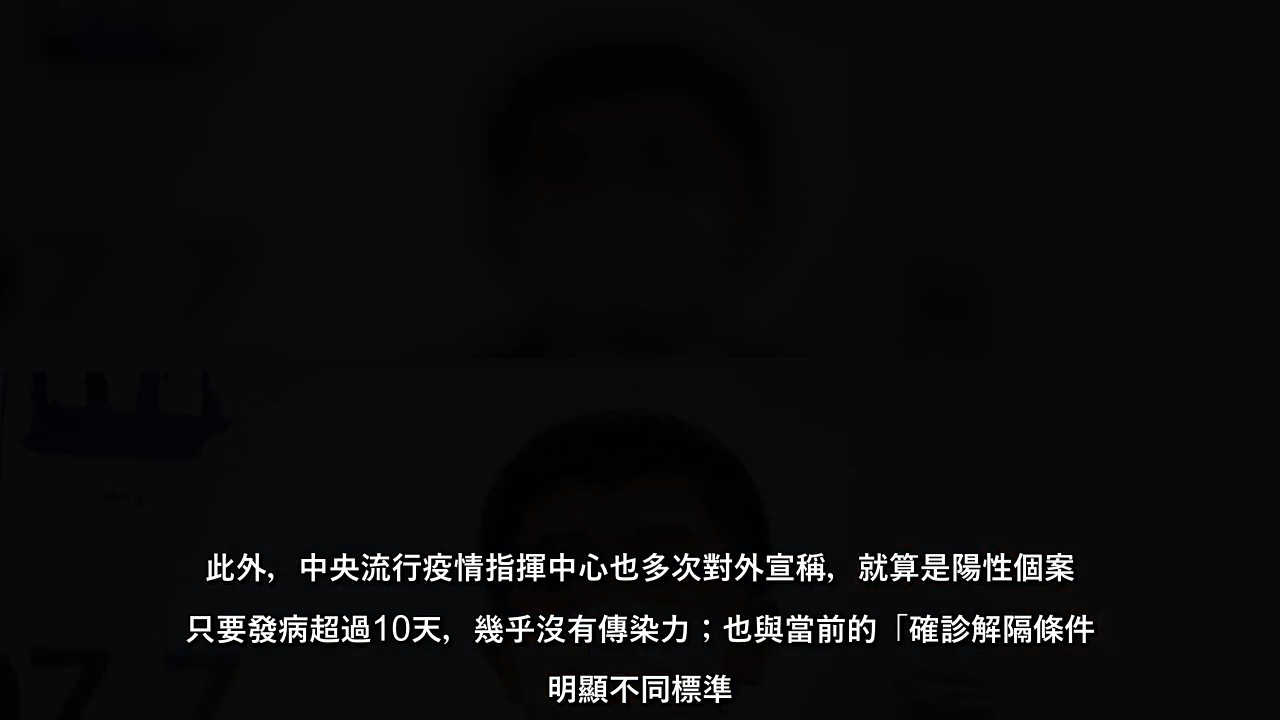 此外，中央流行疫情指揮中心也多次對外宣稱，就算是陽性個案
只要發病超過10天，幾乎沒有傳染力；也與當前的「確診解隔條件
明顯不同標準